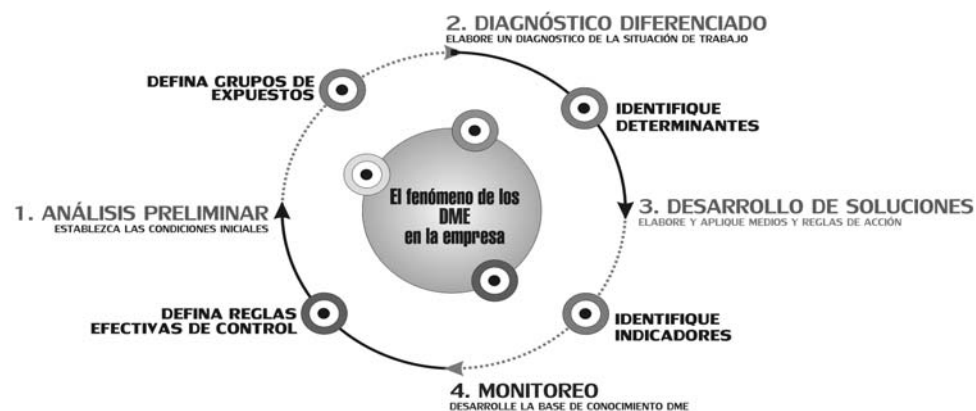 2. DIAGNÓSTICO DIFERENCIADO
ELABORE UN DIAGNOSTICO DE LA SITUACIÓN DE TRABAJO
DEFINA GRUPOS DE
EXPUESTOS
IDENTIFIQUE
DETERMINANTES
El fenómeno de los
DME
en la empresa
1. ANÁLISIS PRELIMINAR
ESTABLEZCA LAS CONDICIONES INICIALES
3. DESARROLLO DE SOLUCIONES
ELABORE Y APLIQUE MEDIOS Y REGLAS DE ACCIÓN
DEFINA REGLAS
EFECTIVAS DE CONTROL
IDENTIFIQUE
INDICADORES
4. MONITOREO
DESARROLLE LA BASE DE CONOCIMIENTO DME